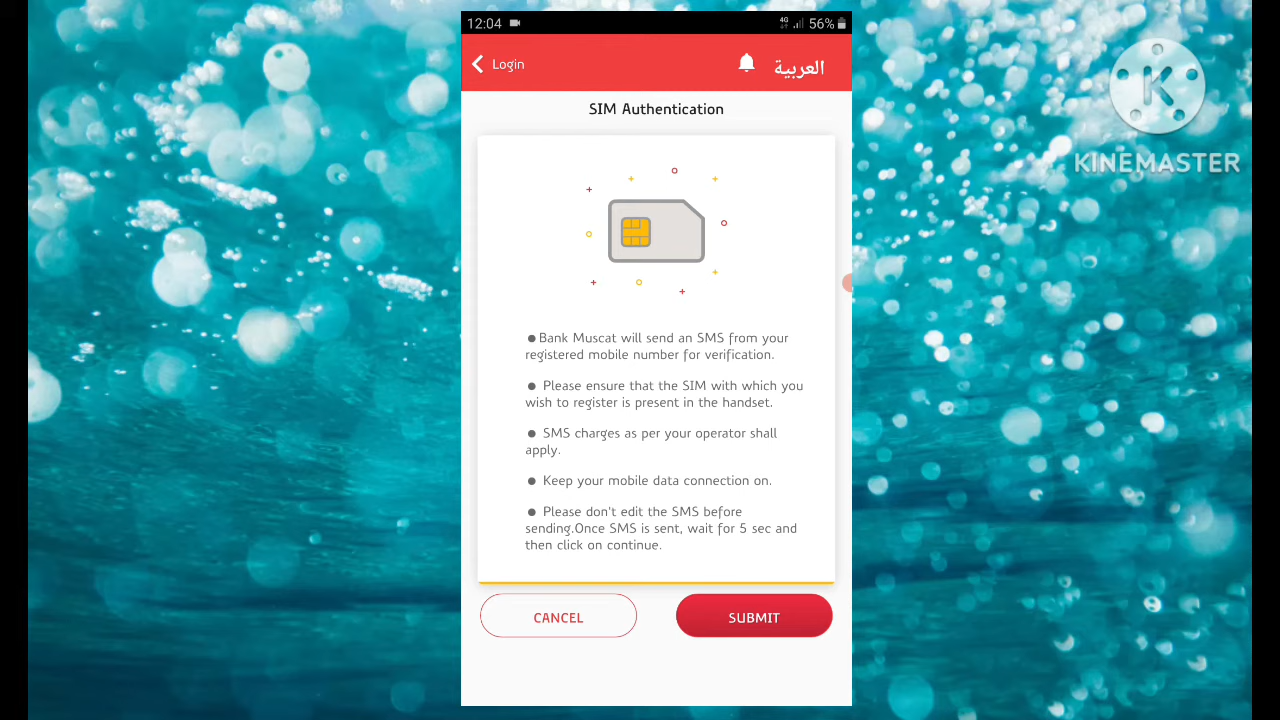 12:04
4G 56%
Login
العربية
K
KINEMASTER
SIM Authentication
●Bank Muscat will send an SMS from your
registered mobile number for verification.
● Please ensure that the SIM with which you
wish to register is present in the handset.
● SMS charges as per your operator shall
apply.
● Keep your mobile data connection on.
● Please don't edit the SMS before
sending.Once SMS is sent, wait for 5 sec and
then click on continue.
CANCEL
SUBMIT